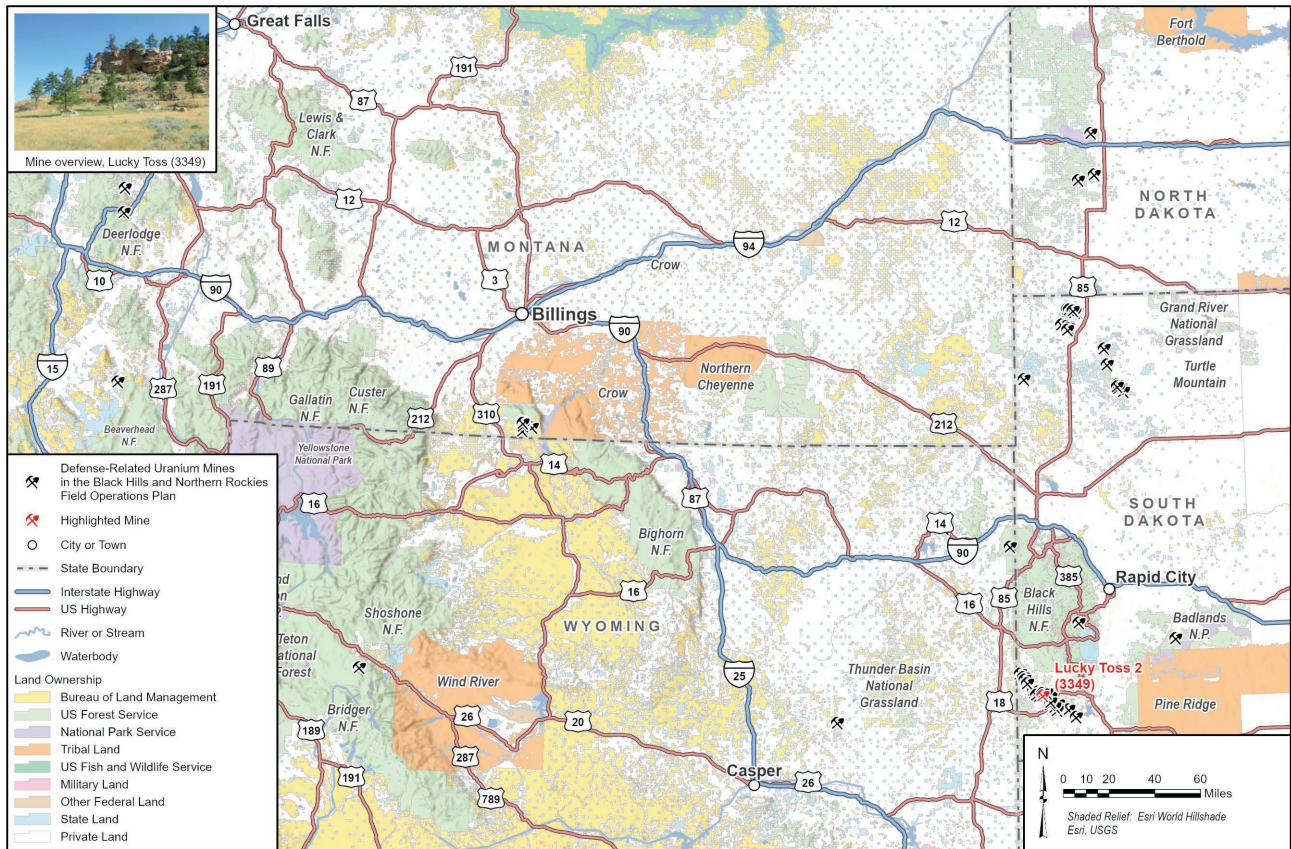 Great Falls
Fort
Berthold
191
87
Lewis &
Clark
N.F.
Mine overview, Lucky Toss (3349)
12
NORTH
DAKOTA
Deerlodge
N.F.
12
MONTANA
94
Crow
10
3
90
85
Billings
Grand River
National
Grassland
90
15
Turtle
Mountain
Northern
Cheyenne
89
287
191
Crow
Custer
N.F.
Gallatin
N.F.
310
212
212
Beaverhead
N.F.
Yellowstone
National Park
14
16
87
SOUTH
DAKOTA
Bighorn
N.F.
14
90
385
Rapid City
16
16
85
Black
Hills
N.F.
Shoshone
N.F.
WYOMING
Badlands
N.P.
Teton
National
Forest
Lucky Toss 2
(3349)
Thunder Basin
National
Grassland
25
Wind River
18
Pine Ridge
Bridger
N.F.
26
20
189
287
191
Casper
26
789
Defense-Related Uranium Mines
in the Black Hills and Northern Rockies
Field Operations Plan
Highlighted Mine
City or Town
State Boundary
Interstate Highway
US Highway
River or Stream
Waterbody
Land Ownership
Bureau of Land Management
US Forest Service
National Park Service
Tribal Land
US Fish and Wildlife Service
Military Land
Other Federal Land
State Land
Private Land
N
0 10 20 40 60
Miles
Shaded Relief: Esri World Hillshade
Esri, USGS